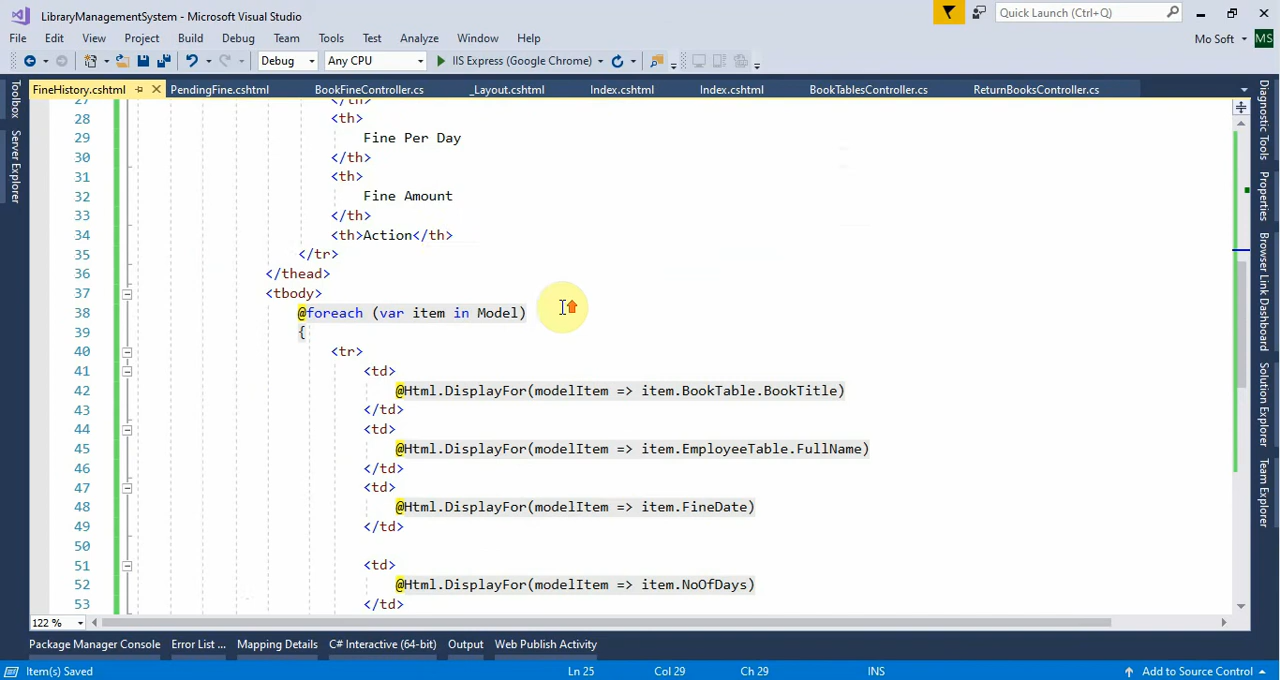 LibraryManagementSystem - Microsoft Visual Studio
Quick Launch (Ctrl+Q)
File Edit View Project Build Debug Team Tools Test Analyze Window Help
Mo Soft MS
Debug Any CPU IIS Express (Google Chrome)
FineHistory.cshtml PendingFine.cshtml BookFineController.cs _Layout.cshtml Index.cshtml Index.cshtml BookTablesController.cs ReturnBooksController.cs
Toolbox
Server Explorer
27 </th>
28 <th>
29 Fine Per Day
30 </th>
31 <th>
32 Fine Amount
33 </th>
34 <th>Action</th>
35 </tr>
36 </thead>
37 <tbody>
38 @foreach (var item in Model)
39 {
40 <tr>
41 <td>
42 @Html.DisplayFor(modelItem => item.BookTable.BookTitle)
43 </td>
44 <td>
45 @Html.DisplayFor(modelItem => item.EmployeeTable.FullName)
46 </td>
47 <td>
48 @Html.DisplayFor(modelItem => item.FineDate)
49 </td>
50
51 <td>
52 @Html.DisplayFor(modelItem => item.NoOfDays)
53 </td>
Diagnostic Tools
Properties
Browser Link Dashboard
Solution Explorer
Team Explorer
122 %
Package Manager Console Error List ... Mapping Details C# Interactive (64-bit) Output Web Publish Activity
Item(s) Saved Ln 25 Col 29 Ch 29 INS Add to Source Control